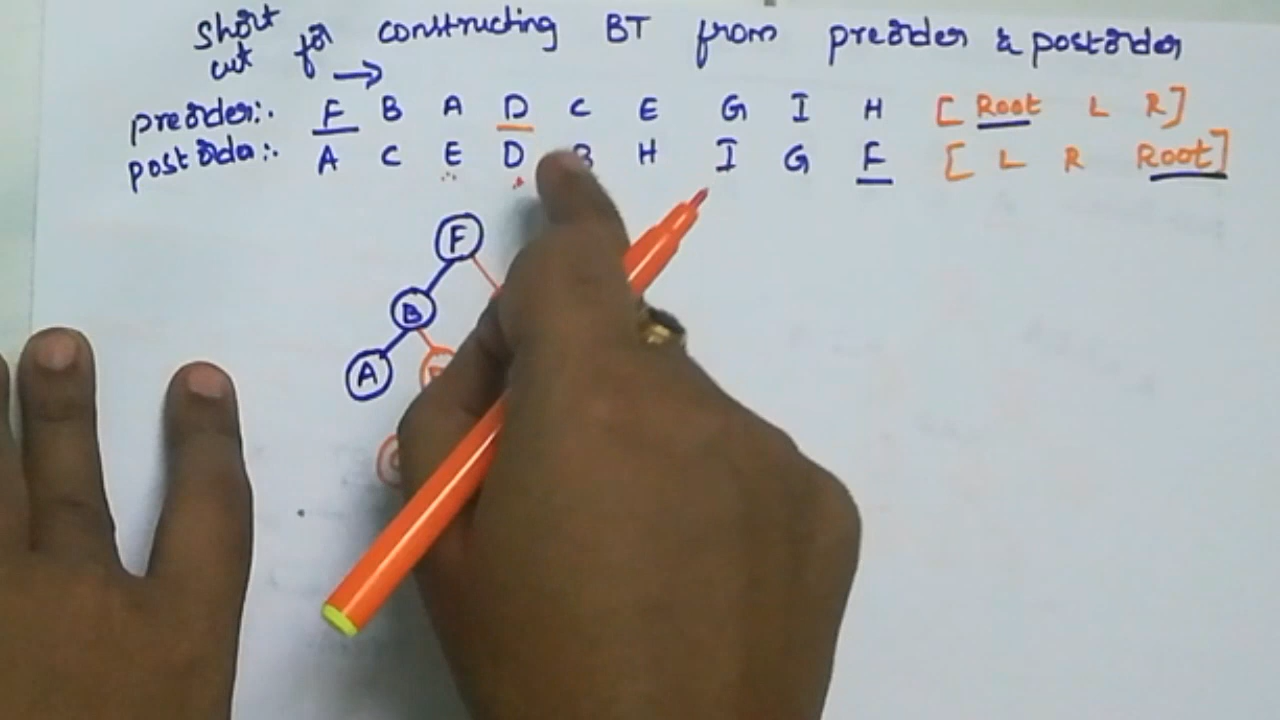 short cut for constructing BT from preorder & postorder
preorder:. F B A D C E G I H [Root L R]
postorder:. A C E D B H I G F [L R Root]
F
B
A